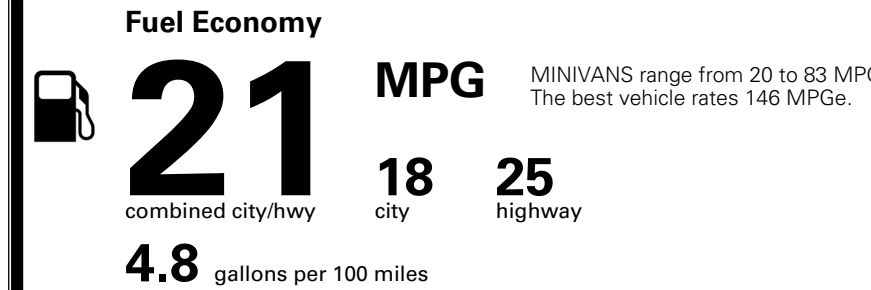 Fuel Economy
21 MPG
MINIVANS range from 20 to 83 MPG
The best vehicle rates 146 MPGe.
18 25
combined city/hwy city highway
4.8 gallons per 100 miles